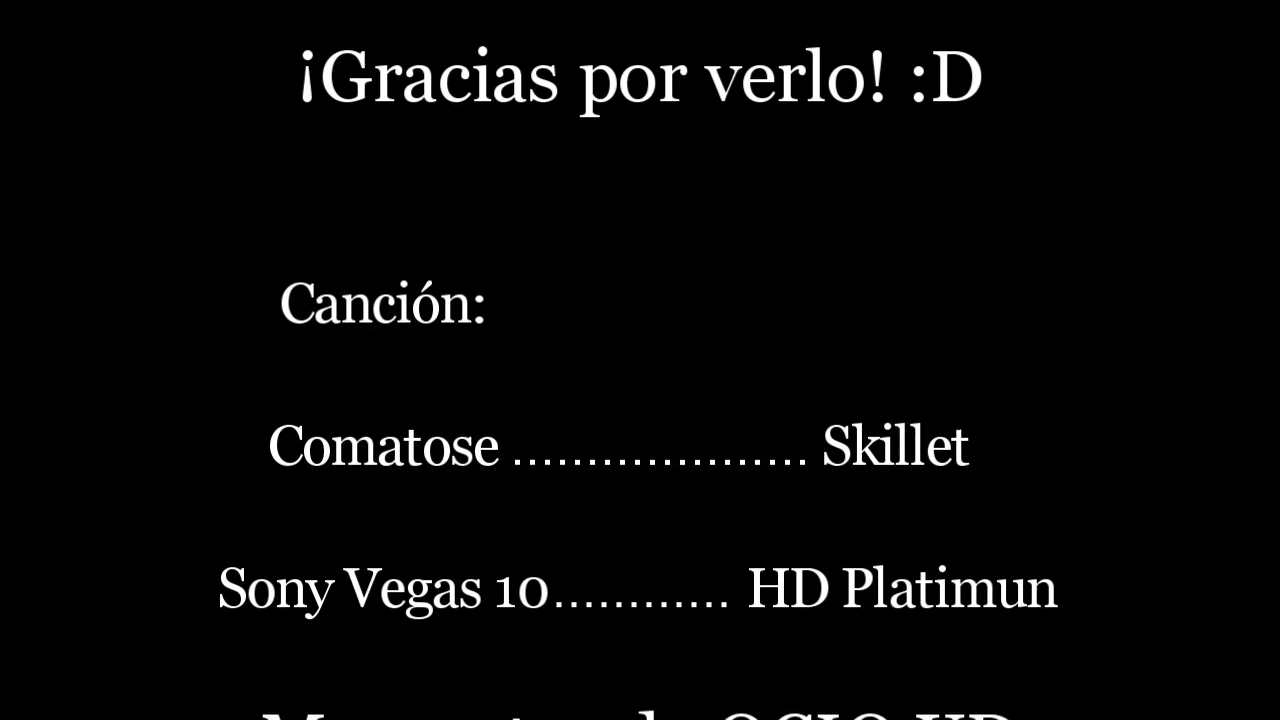 ¡Gracias por verlo! :D
Canción:
Comatose .................... Skillet
Sony Vegas 10............ HD Platimun